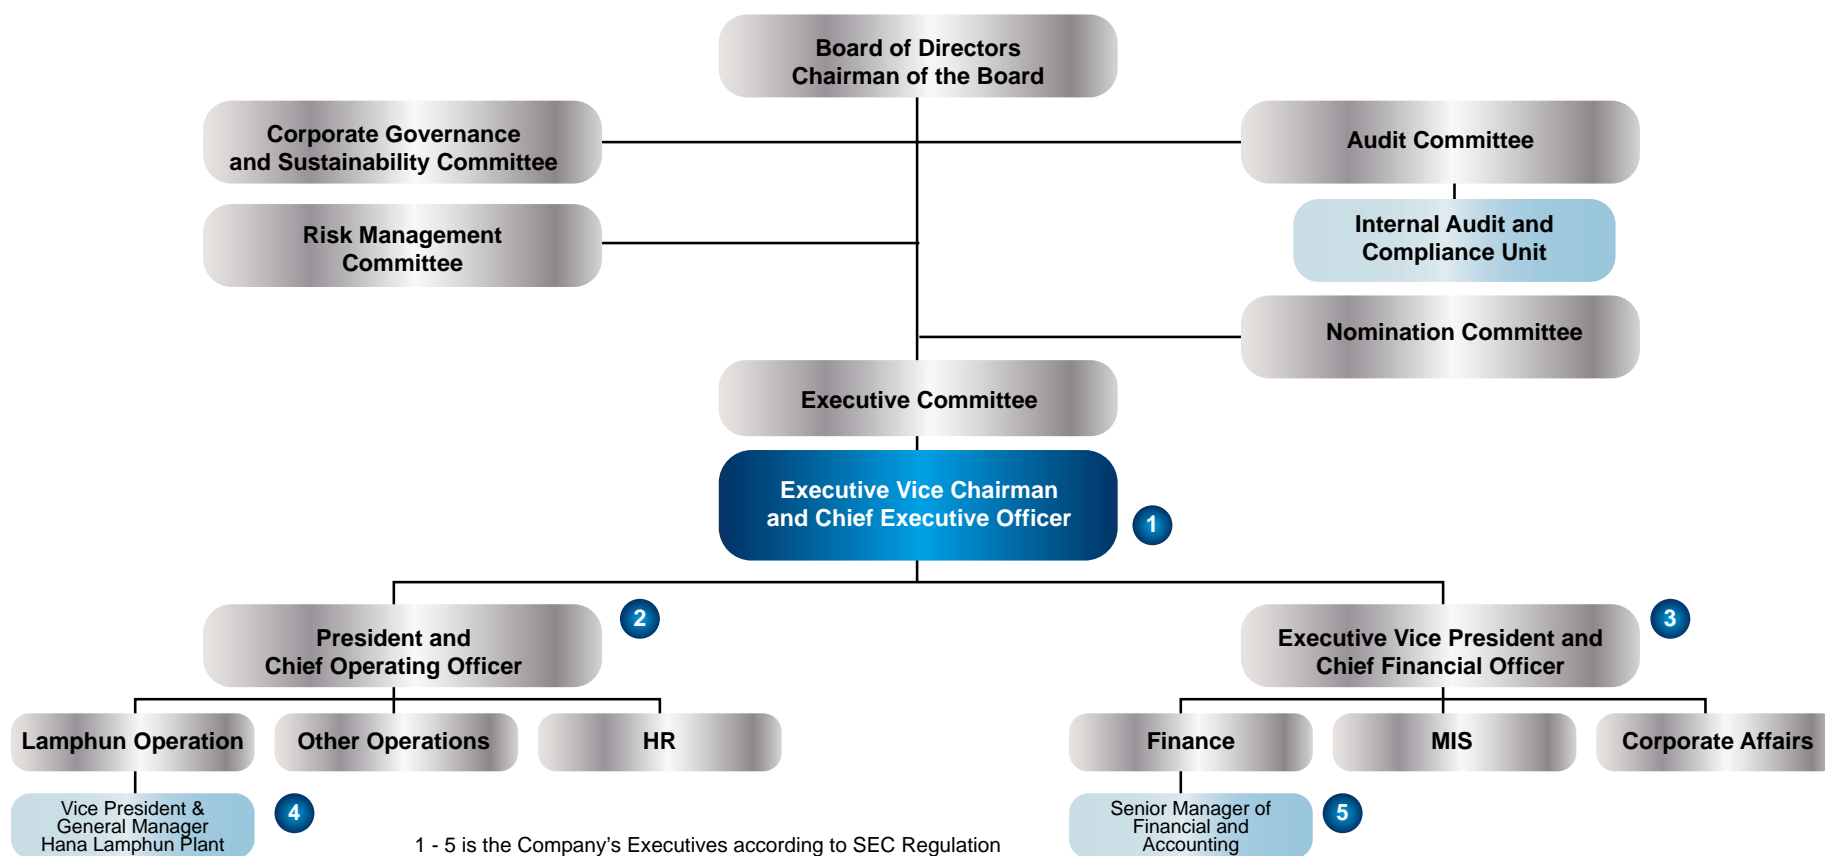 Board of Directors
Chairman of the Board
Corporate Governance
and Sustainability Committee
Audit Committee
Risk Management
Committee
Internal Audit and
Compliance Unit
Nomination Committee
Executive Committee
Executive Vice Chairman
and Chief Executive Officer
1
President and
Chief Operating Officer
2
Executive Vice President and
Chief Financial Officer
3
Lamphun Operation
Other Operations
HR
Finance
MIS
Corporate Affairs
Vice President &
General Manager
Hana Lamphun Plant
4
Senior Manager of
Financial and
Accounting
5
1 - 5 is the Company’s Executives according to SEC Regulation